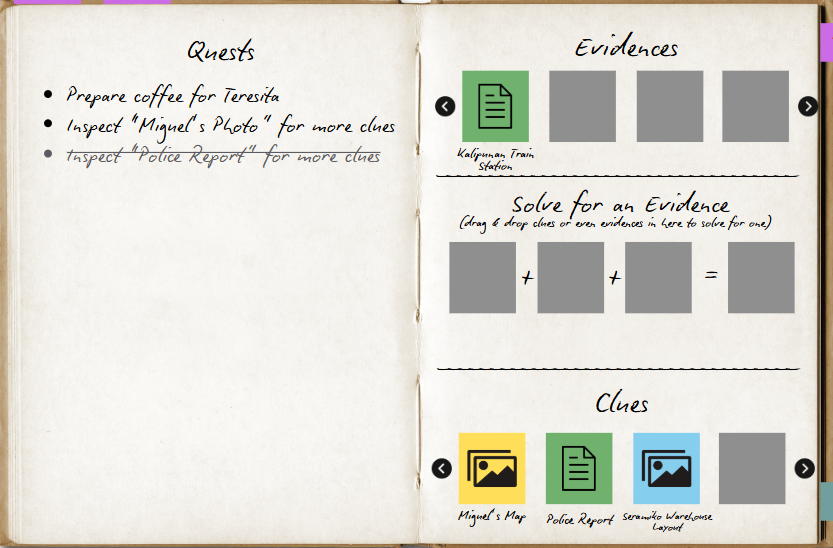 Quests
Prepare coffee for Teresita
Inspect "Miguel's Photo" for more clues
Inspect "Police Report" for more clues
Evidences
Kalipunan Train
Station
Solve for an Evidence
(drag & drop clues or even evidences in here to solve for one)
+ + =
Clues
Miguel's Map
Police Report
Seramiko Warehouse
Layout